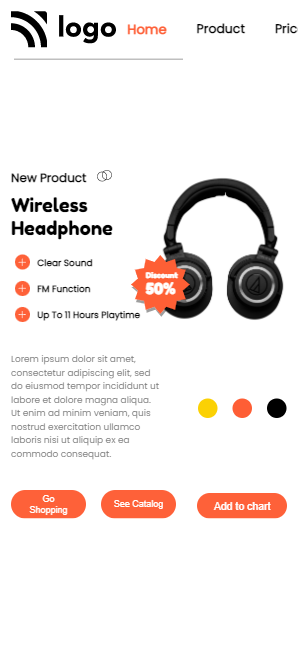 logo
Home
Product
Pric
New Product
Wireless
Headphone
Clear Sound
FM Function
Up To 11 Hours Playtime
Discount
50%
Lorem ipsum dolor sit amet,
consectetur adipiscing elit, sed
do eiusmod tempor incididunt ut
labore et dolore magna aliqua.
Ut enim ad minim veniam, quis
nostrud exercitation ullamco
laboris nisi ut aliquip ex ea
commodo consequat.
Go
Shopping
See Catalog
Add to chart